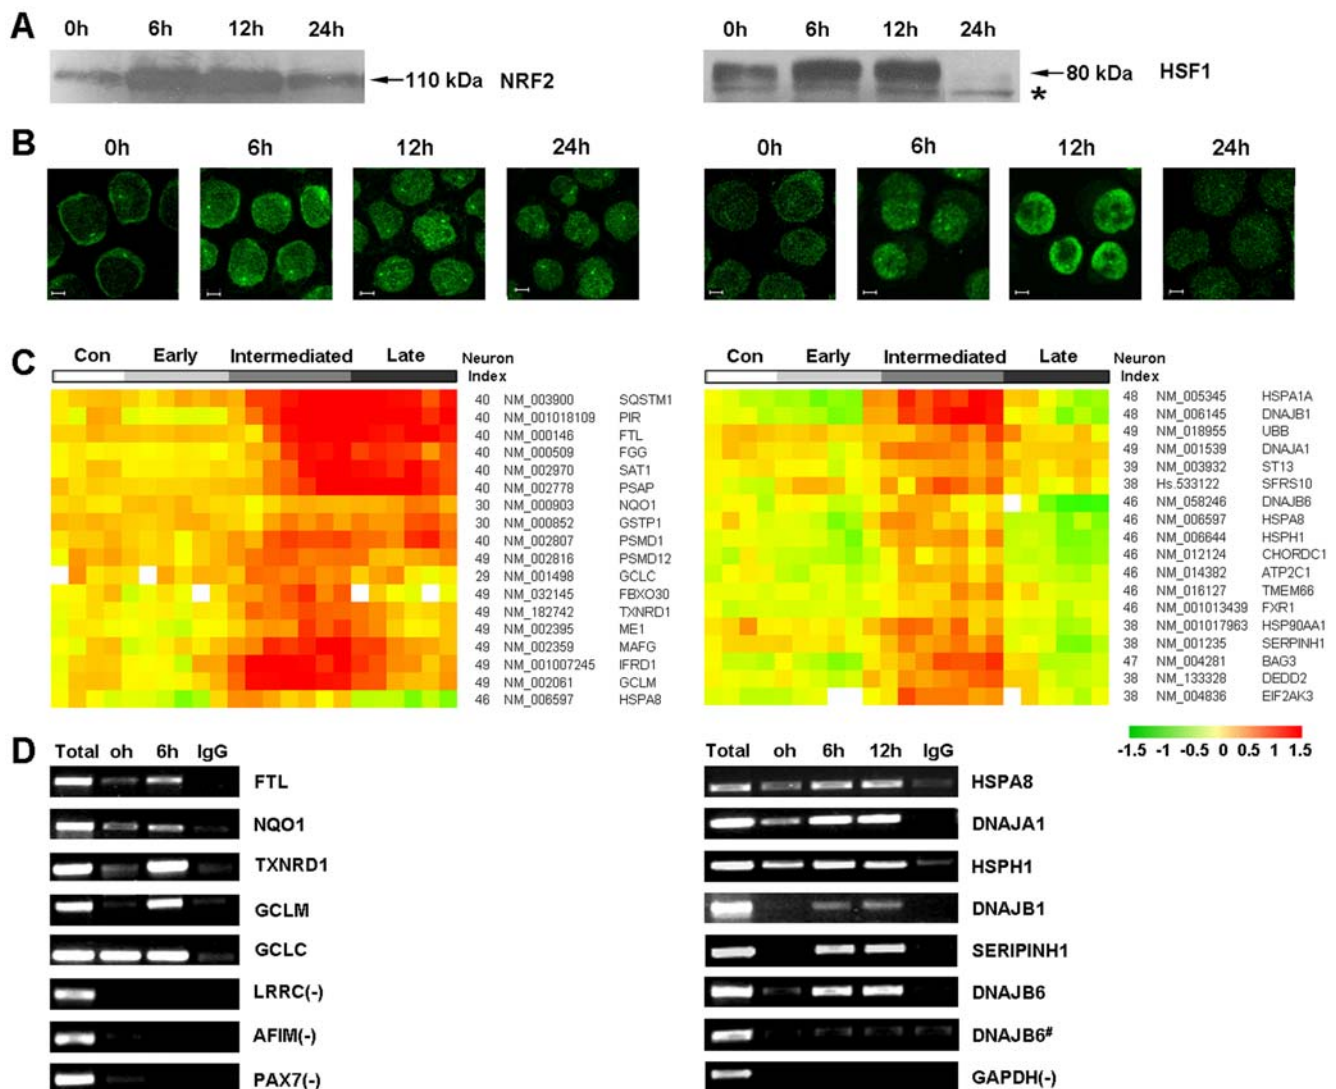 A
0h 6h 12h 24h
110 kDa NRF2
0h 6h 12h 24h
80 kDa HSF1
*
B
0h 6h 12h 24h
0h 6h 12h 24h
C
Con Early Intermediated Late Neuron
Index
40 NM_003900 SQSTM1
40 NM_001018109 PIR
40 NM_000146 FTL
40 NM_000509 FGG
40 NM_002970 SAT1
40 NM_002778 PSAP
30 NM_000903 NQO1
30 NM_000852 GSTP1
40 NM_002807 PSMD1
49 NM_002816 PSMD12
29 NM_001498 GCLC
49 NM_032145 FBXO30
49 NM_182742 TXNRD1
49 NM_002395 ME1
49 NM_002359 MAFG
49 NM_001007245 IFRD1
49 NM_002061 GCLM
46 NM_006597 HSPA8
Con Early Intermediated Late Neuron
Index
48 NM_005345 HSPA1A
48 NM_006145 DNAJB1
49 NM_018955 UBB
49 NM_001539 DNAJA1
39 NM_003932 ST13
38 Hs.533122 SFRS10
46 NM_058246 DNAJB6
46 NM_006597 HSPA8
46 NM_006644 HSPH1
46 NM_012124 CHORDC1
46 NM_014382 ATP2C1
46 NM_016127 TMEM66
46 NM_001013439 FXR1
38 NM_001017963 HSP90AA1
38 NM_001235 SERPINH1
47 NM_004281 BAG3
38 NM_133328 DEDD2
38 NM_004836 EIF2AK3
-1.5 -1 -0.5 0 0.5 1 1.5
D
Total oh 6h IgG
FTL
NQO1
TXNRD1
GCLM
GCLC
LRRC(-)
AFIM(-)
PAX7(-)
Total oh 6h 12h IgG
HSPA8
DNAJA1
HSPH1
DNAJB1
SERIPINH1
DNAJB6
DNAJB6#
GAPDH(-)